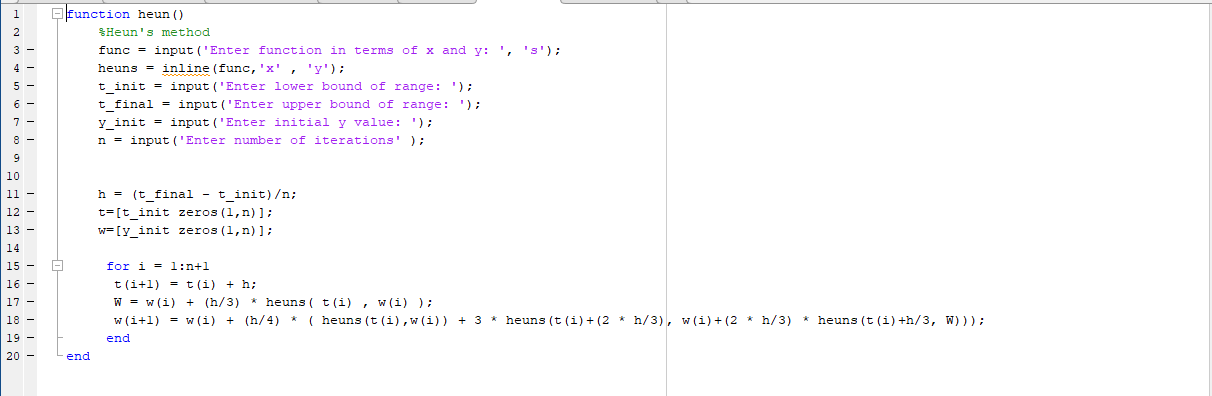 1 function heun()
2 %Heun's method
3 - func = input('Enter function in terms of x and y: ', 's');
4 - heuns = inline(func,'x' , 'y');
5 - t_init = input('Enter lower bound of range: ');
6 - t_final = input('Enter upper bound of range: ');
7 - y_init = input('Enter initial y value: ');
8 - n = input('Enter number of iterations' );
9
10
11 - h = (t_final - t_init)/n;
12 - t=[t_init zeros(1,n)];
13 - w=[y_init zeros(1,n)];
14
15 - for i = 1:n+1
16 - t(i+1) = t(i) + h;
17 - W = w(i) + (h/3) * heuns( t(i) , w(i) );
18 - w(i+1) = w(i) + (h/4) * ( heuns(t(i),w(i)) + 3 * heuns(t(i)+(2 * h/3), w(i)+(2 * h/3) * heuns(t(i)+h/3, W)));
19 - end
20 - end